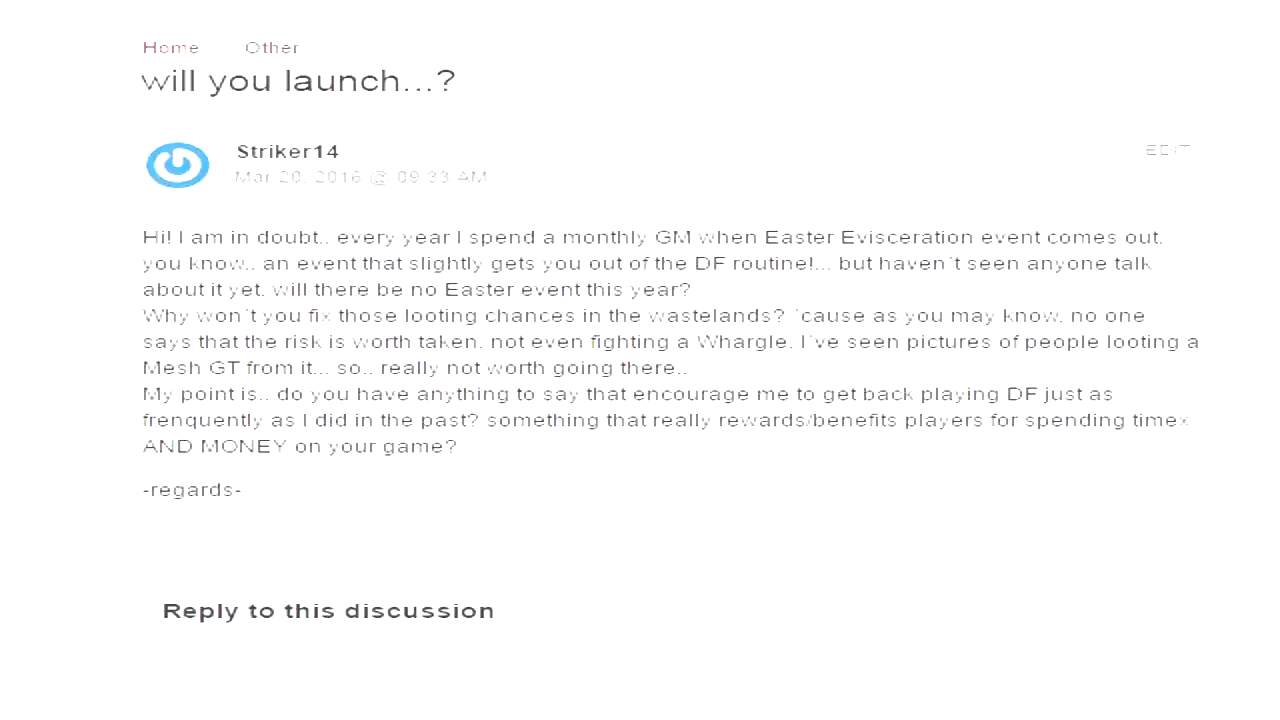 Home Other
will you launch...?
Striker14
EDIT
Mar 20, 2016 @ 09:33 AM
Hi! I am in doubt.. every year I spend a monthly GM when Easter Evisceration event comes out,
you know.. an event that slightly gets you out of the DF routine!... but haven´t seen anyone talk
about it yet, will there be no Easter event this year?
Why won´t you fix those looting chances in the wastelands? ´cause as you may know, no one
says that the risk is worth taken, not even fighting a Whargle, I´ve seen pictures of people looting a
Mesh GT from it... so.. really not worth going there..
My point is.. do you have anything to say that encourage me to get back playing DF just as
frenquently as I did in the past? something that really rewards/benefits players for spending timex
AND MONEY on your game?
-regards-
Reply to this discussion